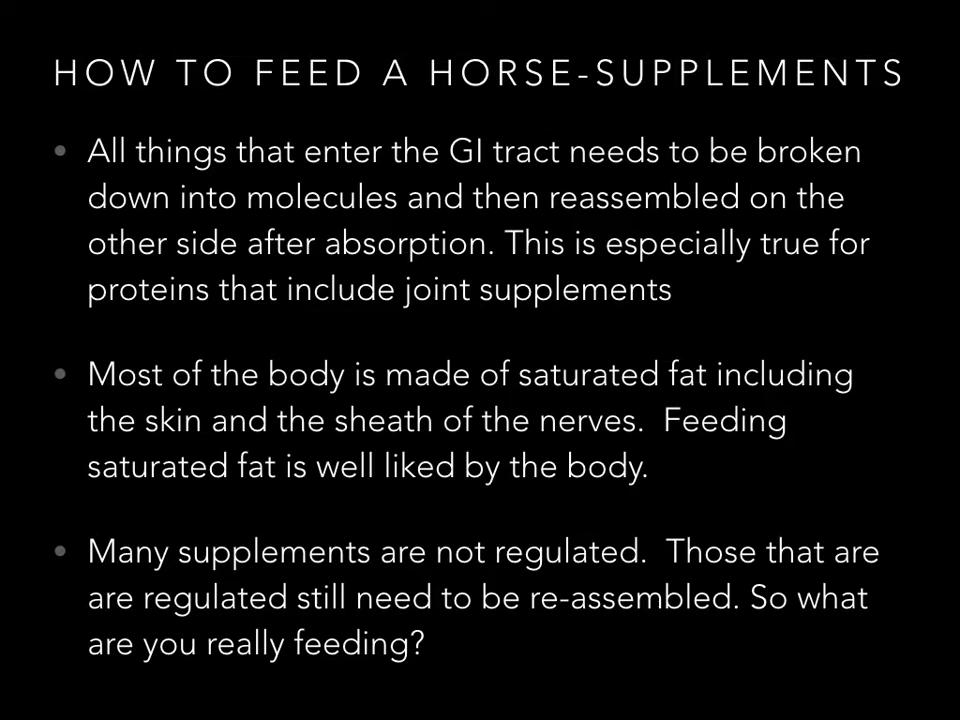 HOW TO FEED A HORSE-SUPPLEMENTS
• All things that enter the GI tract needs to be broken
down into molecules and then reassembled on the
other side after absorption. This is especially true for
proteins that include joint supplements
• Most of the body is made of saturated fat including
the skin and the sheath of the nerves.  Feeding
saturated fat is well liked by the body.
• Many supplements are not regulated.  Those that are
are regulated still need to be re-assembled. So what
are you really feeding?